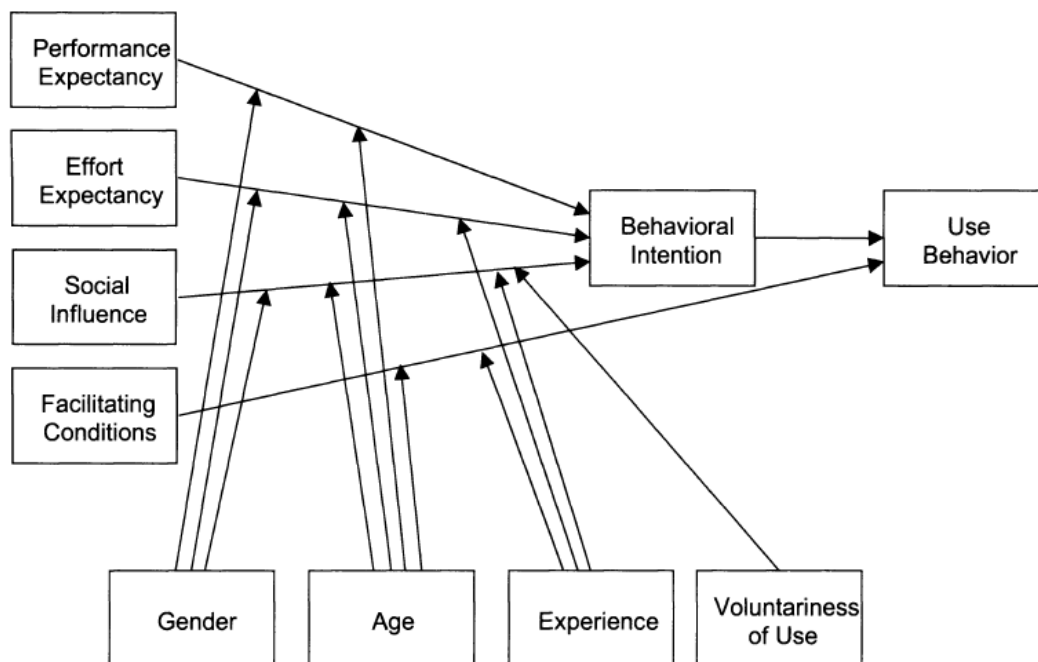 Performance
Expectancy
Effort
Expectancy
Social
Influence
Facilitating
Conditions
Behavioral
Intention
Use
Behavior
Gender
Age
Experience
Voluntariness
of Use